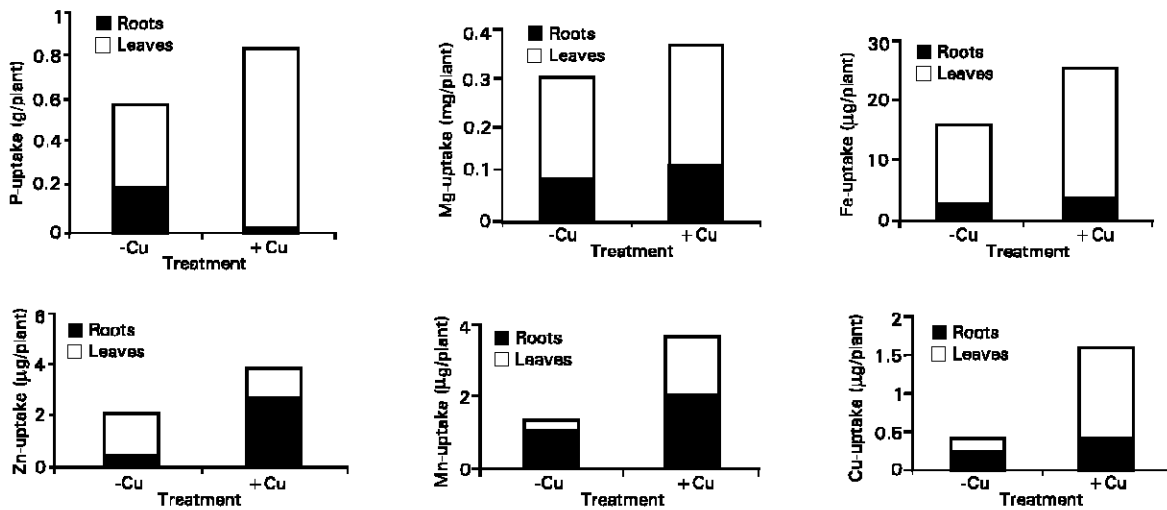 P-uptake (g/plant)
1
0.8
0.6
0.4
0.2
0
Roots
Leaves
-Cu
+ Cu
Treatment
Mg-uptake (mg/plant)
0.4
0.3
0.2
0.1
0
Roots
Leaves
-Cu
+ Cu
Treatment
Fe-uptake (µg/plant)
30
20
10
0
Roots
Leaves
-Cu
+ Cu
Treatment
Zn-uptake (µg/plant)
6
4
2
0
Roots
Leaves
-Cu
+ Cu
Treatment
Mn-uptake (µg/plant)
4
2
0
Roots
Leaves
-Cu
+ Cu
Treatment
Cu-uptake (µg/plant)
2
1.5
1
0.5
0
Roots
Leaves
-Cu
+ Cu
Treatment